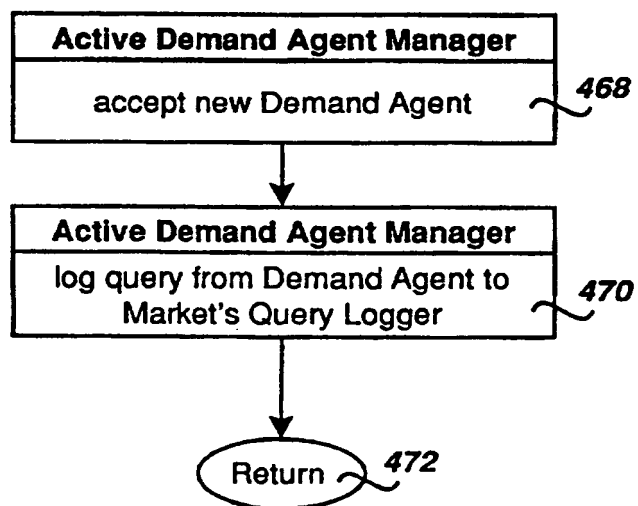 Active Demand Agent Manager
accept new Demand Agent
468
Active Demand Agent Manager
log query from Demand Agent to
Market's Query Logger
470
Return
472